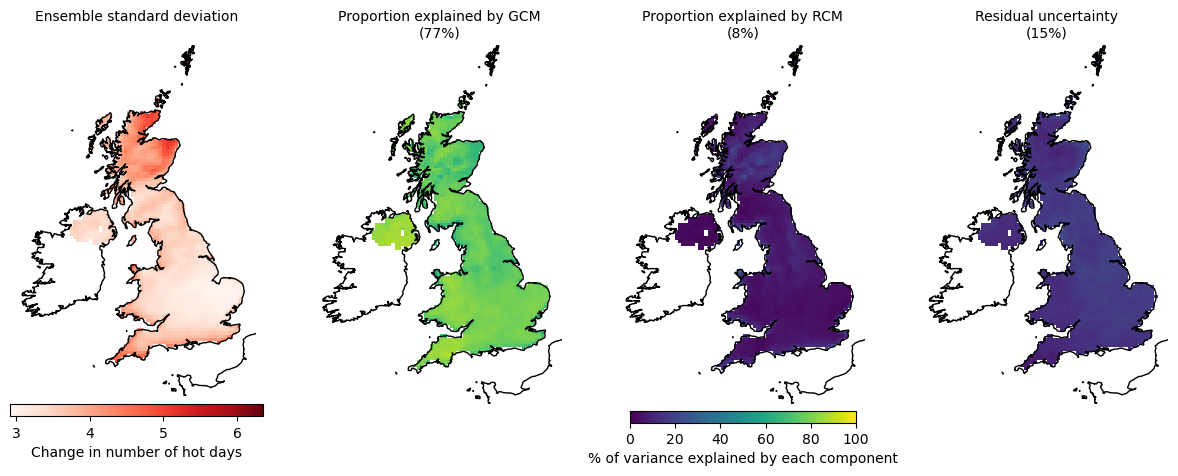 Ensemble standard deviation
Proportion explained by GCM
(77%)
Proportion explained by RCM
(8%)
Residual uncertainty
(15%)
3 4 5 6
Change in number of hot days
0 20 40 60 80 100
% of variance explained by each component